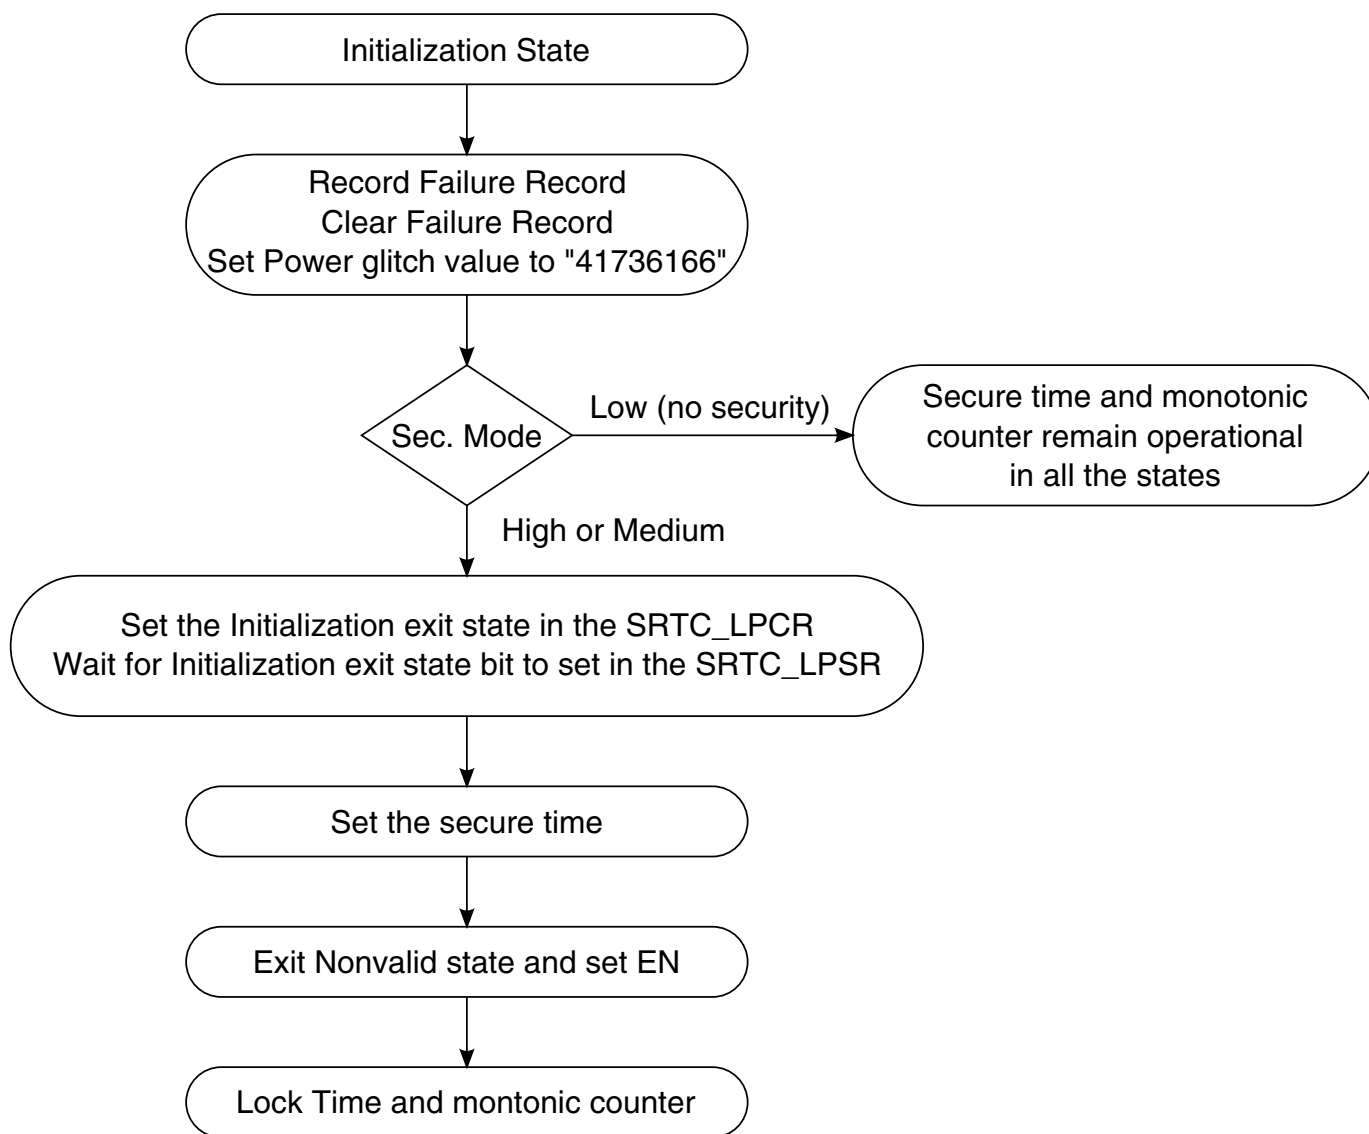 Initialization State
Record Failure Record
Clear Failure Record
Set Power glitch value to "41736166"
Sec. Mode
Low (no security)
Secure time and monotonic
counter remain operational
in all the states
High or Medium
Set the Initialization exit state in the SRTC_LPCR
Wait for Initialization exit state bit to set in the SRTC_LPSR
Set the secure time
Exit Nonvalid state and set EN
Lock Time and montonic counter